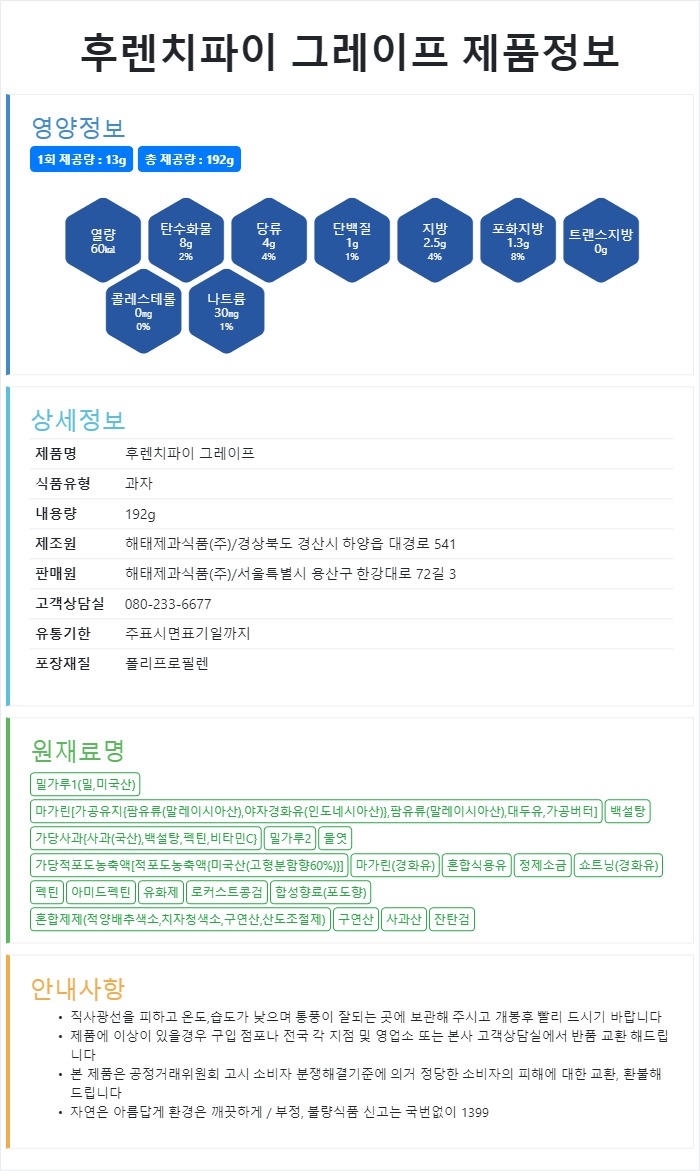 후렌치파이 그레이프 제품정보
영양정보
1회 제공량 : 13g 총 제공량 : 192g
열량 탄수화물 당류 단백질 지방 포화지방 트랜스지방
60㎉ 8g 4g 1g 2.5g 1.3g 0g
2% 4% 1% 4% 8%
콜레스테롤 나트륨
0㎎ 30㎎
0% 1%
상세정보
제품명 후렌치파이 그레이프
식품유형 과자
내용량 192g
제조원 해태제과식품(주)/경상북도 경산시 하양읍 대경로 541
판매원 해태제과식품(주)/서울특별시 용산구 한강대로 72길 3
고객상담실 080-233-6677
유통기한 주표시면표기일까지
포장재질 폴리프로필렌
원재료명
밀가루1(밀,미국산)
마가린[가공유지{팜유류(말레이시아산),야자경화유(인도네시아산)},팜유류(말레이시아산),대두유,가공버터] 백설탕
가당사과{사과(국산),백설탕,펙틴,비타민C} 밀가루2 물엿
가당적포도농축액[적포도농축액{미국산(고형분함량60%)}] 마가린(경화유) 혼합식용유 정제소금 쇼트닝(경화유)
펙틴 아미드펙틴 유화제 로커스트콩검 합성향료(포도향)
혼합제제(적양배추색소,치자청색소,구연산,산도조절제) 구연산 사과산 잔탄검
안내사항
• 직사광선을 피하고 온도,습도가 낮으며 통풍이 잘되는 곳에 보관해 주시고 개봉후 빨리 드시기 바랍니다
• 제품에 이상이 있을경우 구입 점포나 전국 각 지점 및 영업소 또는 본사 고객상담실에서 반품 교환 해드립
니다
• 본 제품은 공정거래위원회 고시 소비자 분쟁해결기준에 의거 정당한 소비자의 피해에 대한 교환, 환불해
드립니다
• 자연은 아름답게 환경은 깨끗하게 / 부정, 불량식품 신고는 국번없이 1399